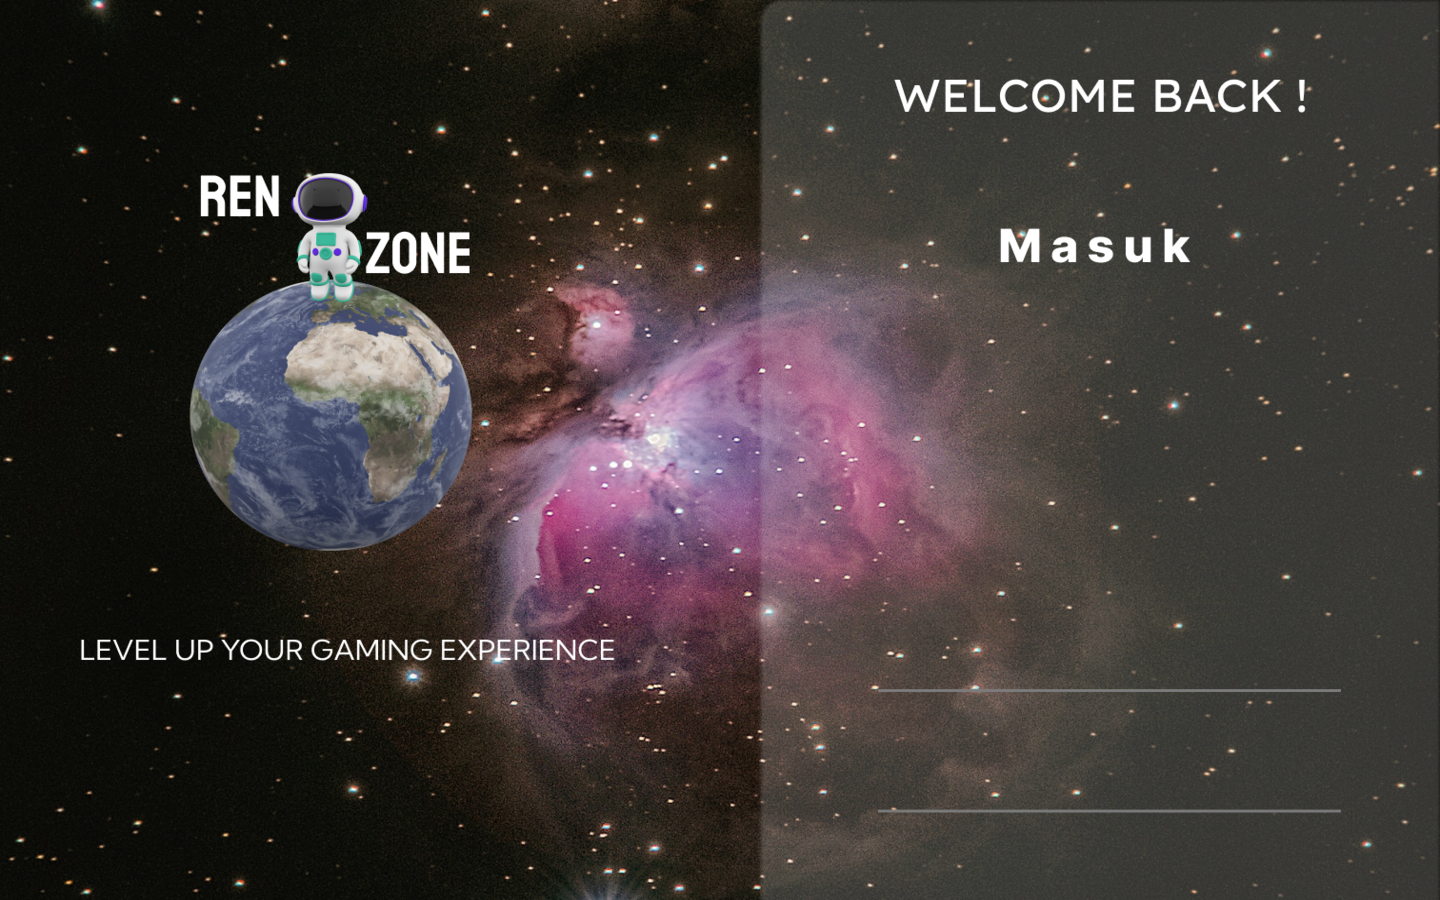 REN
ZONE
LEVEL UP YOUR GAMING EXPERIENCE
WELCOME BACK !
Masuk